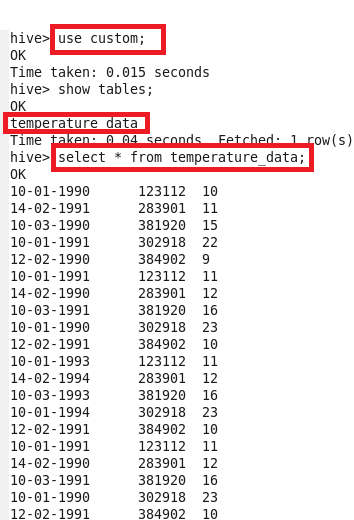 hive> use custom;
OK
Time taken: 0.015 seconds
hive> show tables;
OK
temperature_data
Time taken: 0.04 seconds, Fetched: 1 row(s)
hive> select * from temperature_data;
OK
10-01-1990 123112 10
14-02-1991 283901 11
10-03-1990 381920 15
10-01-1991 302918 22
12-02-1990 384902 9
10-01-1991 123112 11
14-02-1990 283901 12
10-03-1991 381920 16
10-01-1990 302918 23
12-02-1991 384902 10
10-01-1993 123112 11
14-02-1994 283901 12
10-03-1993 381920 16
10-01-1994 302918 23
12-02-1991 384902 10
10-01-1991 123112 11
14-02-1990 283901 12
10-03-1991 381920 16
10-01-1990 302918 23
12-02-1991 384902 10